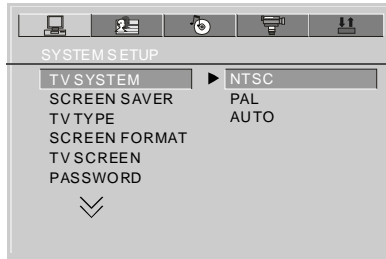 SYSTEM SETUP
TV SYSTEM
NTSC
SCREEN SAVER
PAL
TV TYPE
AUTO
SCREEN FORMAT
TV SCREEN
PASSWORD